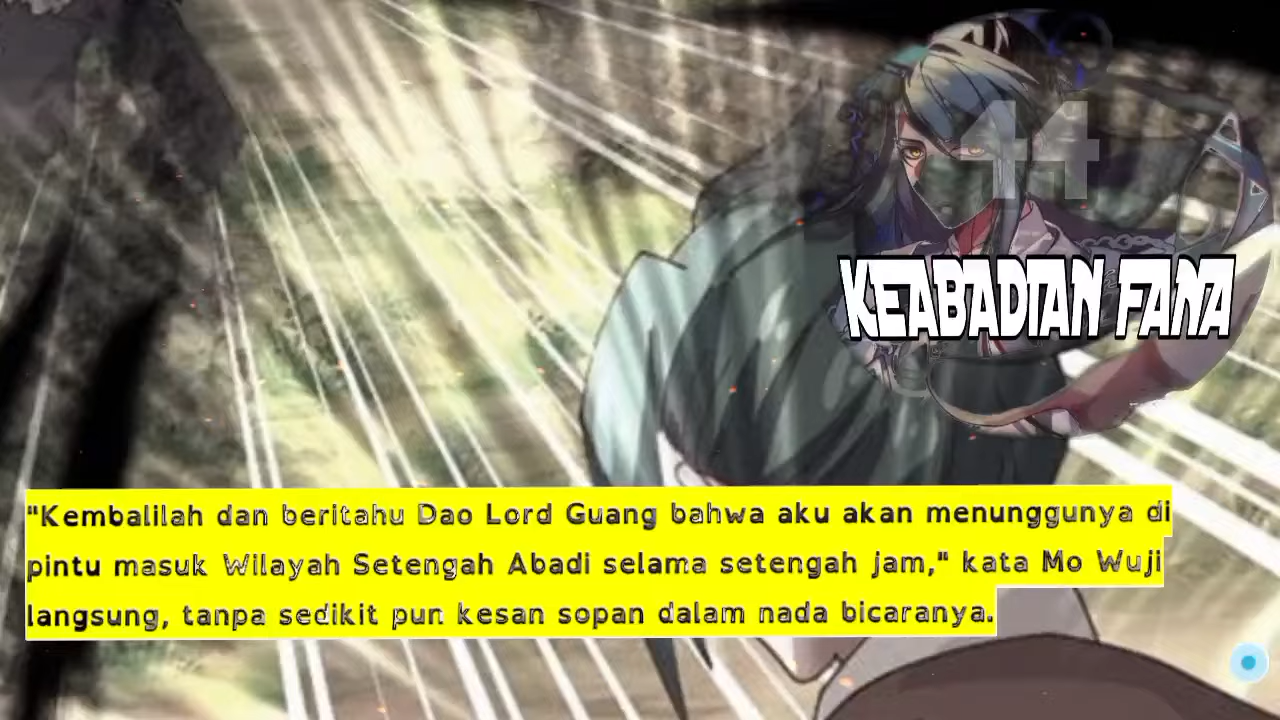 44
KEABADIAN FANA
"Kembalilah dan beritahu Dao Lord Guang bahwa aku akan menunggunya di
pintu masuk Wilayah Setengah Abadi selama setengah jam," kata Mo Wuji
langsung, tanpa sedikit pun kesan sopan dalam nada bicaranya.